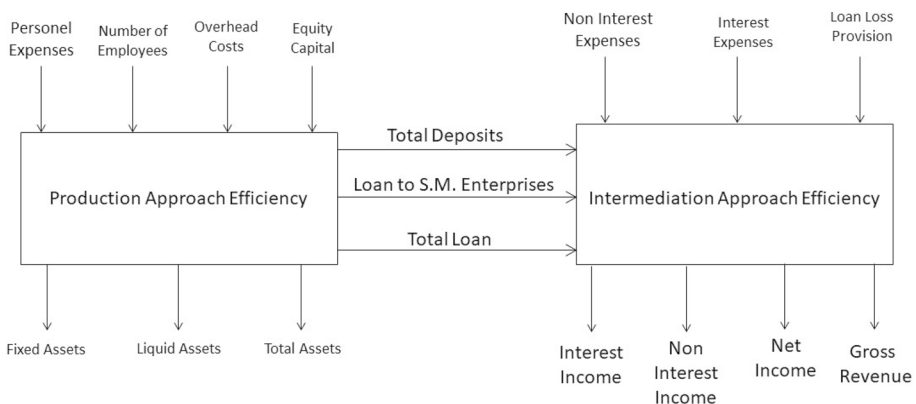 Personel
Expenses
Number of
Employees
Overhead
Costs
Equity
Capital
Non Interest
Expenses
Interest
Expenses
Loan Loss
Provision
Total Deposits
Production Approach Efficiency
Loan to S.M. Enterprises
Intermediation Approach Efficiency
Total Loan
Fixed Assets
Liquid Assets
Total Assets
Interest
Income
Non
Interest
Income
Net
Income
Gross
Revenue